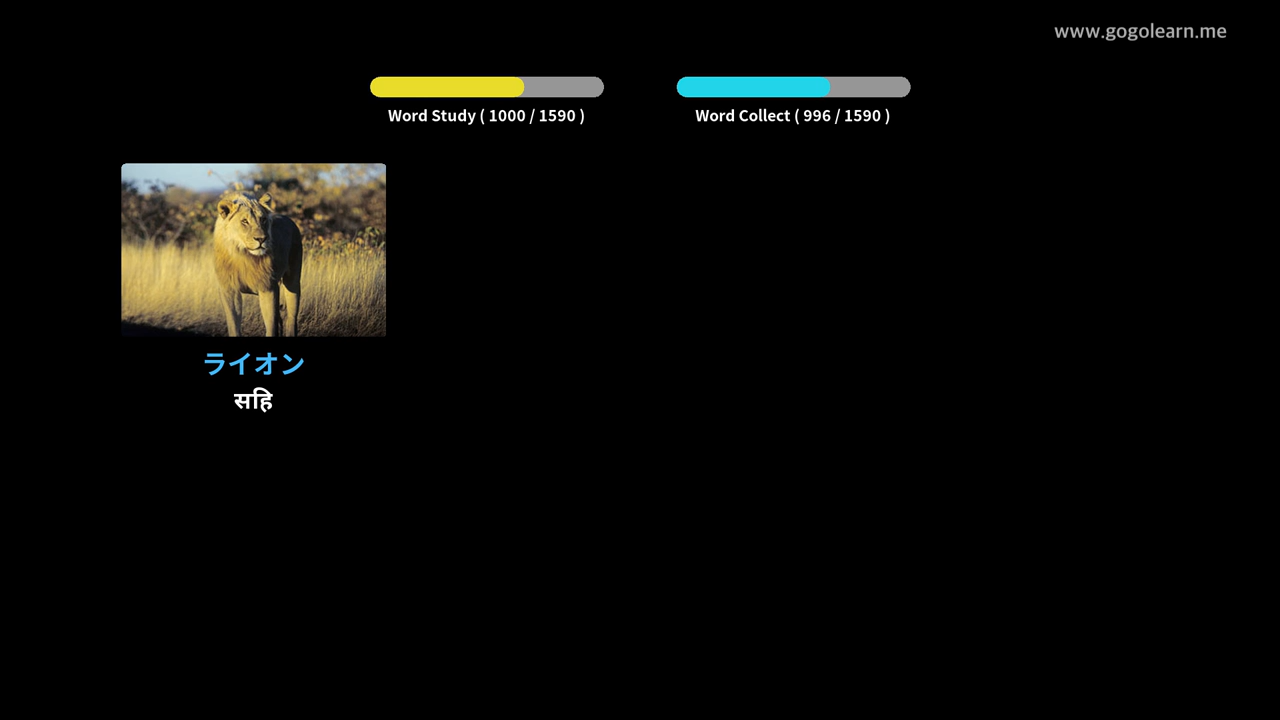 www.gogolearn.me
Word Study ( 1000 / 1590 )
Word Collect ( 996 / 1590 )
ライオン
सहि